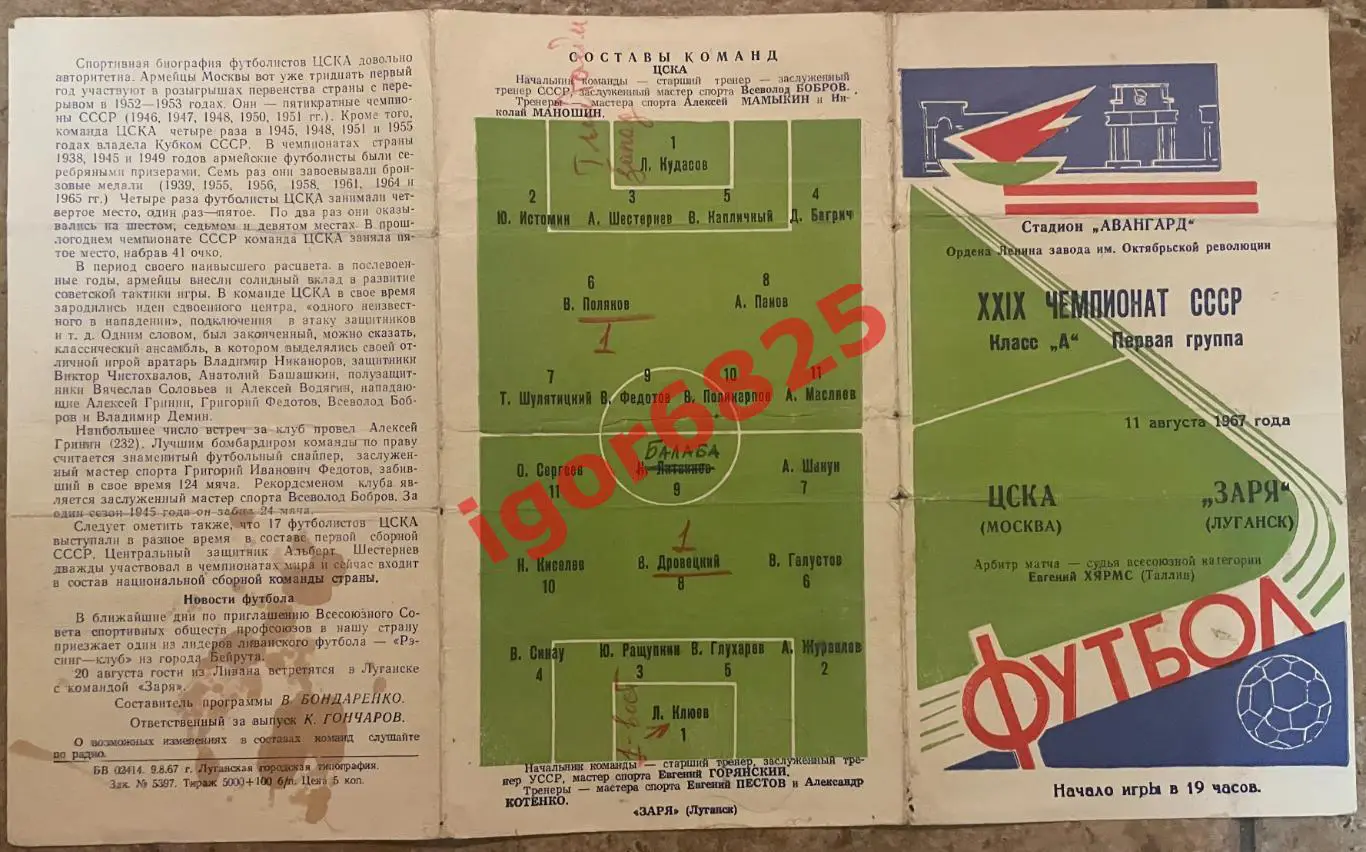 Спортивная биография футболистов ЦСКА довольно
авторитетна. Армейцы Москвы вот уже тридцать первый
год участвуют в розыгрышах первенства страны с пере-
рывом в 1952—1953 годах. Они — пятикратные чемпио-
ны СССР (1946, 1947, 1948, 1950, 1951 гг.). Кроме того,
команда ЦСКА четыре раза в 1945, 1948, 1951 и 1955
годах владела Кубком СССР. В чемпионатах страны
1938, 1945 и 1949 годов армейские футболисты были се-
ребряными призерами. Семь раз они завоевывали брон-
зовые медали (1939, 1955, 1956, 1958, 1961, 1964 и
1965 гг.) Четыре раза футболисты ЦСКА занимали чет-
вертое место, один раз—пятое. По два раза они оказы-
вались на шестом, седьмом и девятом местах. В прош-
логоднем чемпионате СССР команда ЦСКА заняла пя-
тое место, набрав 41 очко.
В период своего наивысшего расцвета, в послевоен-
ные годы, армейцы внесли солидный вклад в развитие
советской тактики игры. В команде ЦСКА в свое время
зародились идеи сдвоенного центра, «одного неизвест-
ного в нападении», подключения в атаку защитников
и т. д. Одним словом, был законченный, можно сказать,
классический ансамбль, в котором выделялись своей от-
личной игрой вратарь Владимир Никаноров, защитники
Виктор Чистохвалов, Анатолий Башашкин, полузащит-
ники Вячеслав Соловьев и Алексей Водягин, нападаю-
щие Алексей Гринин, Григорий Федотов, Всеволод Боб-
ров и Владимир Демин.
Наибольшее число встреч за клуб провел Алексей
Гринин (232). Лучшим бомбардиром команды по праву
считается знаменитый футбольный снайпер, заслужен-
ный мастер спорта Григорий Иванович Федотов, забив-
ший в свое время 124 мяча. Рекордсменом клуба яв-
ляется заслуженный мастер спорта Всеволод Бобров. За
один сезон 1945 года он забил 24 мяча.
Следует ометить также, что 17 футболистов ЦСКА
выступали в разное время в составе первой сборной
СССР. Центральный защитник Альберт Шестернев
дважды участвовал в чемпионатах мира и сейчас входит
в состав национальной сборной команды страны.
Новости футбола
В ближайшие дни по приглашению Всесоюзного Со-
вета спортивных обществ профсоюзов в нашу страну
приезжает один из лидеров ливанского футбола — «Рэ-
синг—клуб» из города Бейрута.
20 августа гости из Ливана встретятся в Луганске
с командой «Заря».
Составитель программы В БОНДАРЕНКО.
Ответственный за выпуск К. ГОНЧАРОВ.
О возможных изменениях в составах команд слушайте
по радио.
БВ 02414. 9.8.67 г. Луганская городская типография.
Зак. № 5397. Тираж 5000+100 б/п. Цена 5 коп.
СОСТАВЫ КОМАНД
ЦСКА
Начальник команды — старший тренер — заслуженный
тренер СССР, заслуженный мастер спорта Всеволод БОБРОВ.
Тренеры — мастера спорта Алексей МАМЫКИН и Ни-
колай МАНОШИН.
1
Л. Кудасов
2 3 5 4
Ю. Истомин А. Шестернев В. Капличный Д. Багрич
6 8
В. Поляков А. Панов
1
7 9 10 11
Т. Шулятицкий В. Федотов В. Поликарпов А. Масляев
БАЛАБА
О. Сергеев А. Шакун
11 9 7
1
Н. Киселев В. Дровецкий В. Галустов
10 8 6
В. Синау Ю. Ращупкин В. Глухарев А. Журавлов
4 3 5 2
Л. Клюев
1
Начальник команды — старший тренер, заслуженный тре-
нер УССР, мастер спорта Евгений ГОРЯНСКИЙ.
Тренеры — мастера спорта Евгений ПЕСТОВ и Александр
КОТЕНКО.
«ЗАРЯ» (Луганск)
Стадион „АВАНГАРД"
Ордена Ленина завода им. Октябрьской революции
XXIX ЧЕМПИОНАТ СССР
Класс „А" Первая группа
11 августа 1967 года
ЦСКА „ЗАРЯ"
(МОСКВА) (ЛУГАНСК)
Арбитр матча — судья всесоюзной категории
Евгений ХЯРМС (Таллин)
ФУТБОЛ
Начало игры в 19 часов.
igor6825